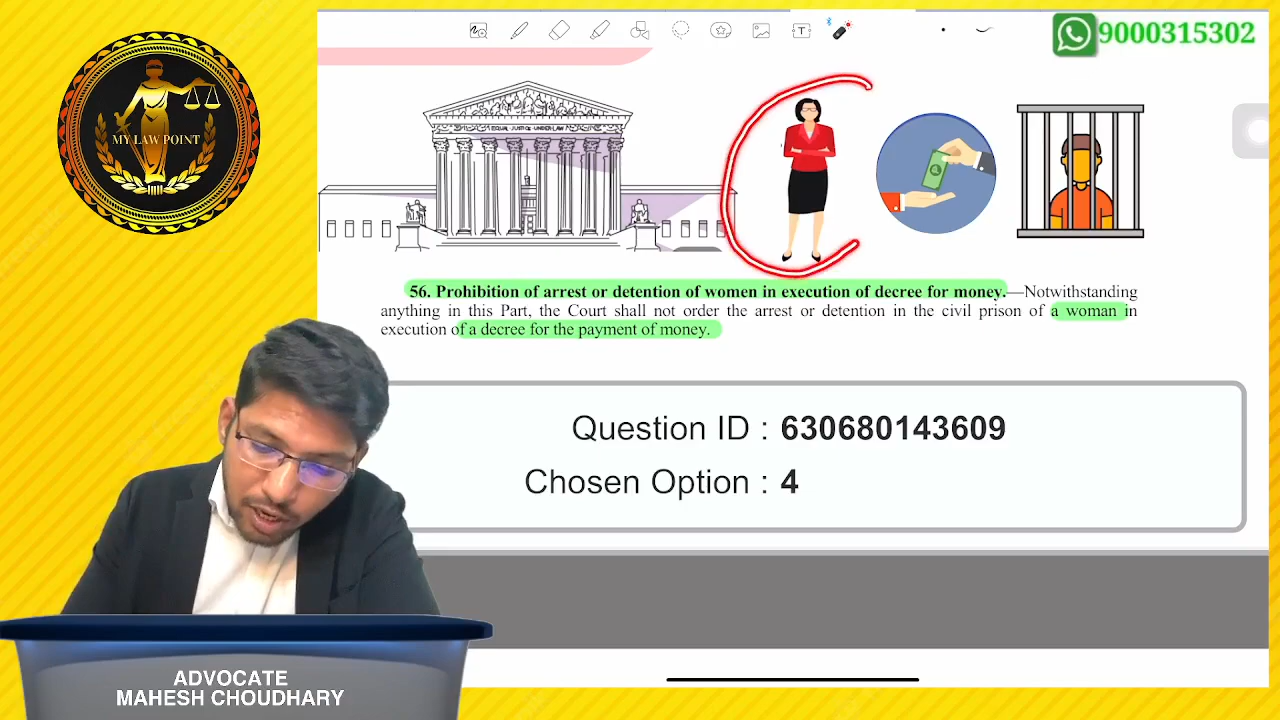 MY LAW POINT
T
9000315302
EQUAL JUSTICE UNDER LAW
56. Prohibition of arrest or detention of women in execution of decree for money.—Notwithstanding
anything in this Part, the Court shall not order the arrest or detention in the civil prison of a woman in
execution of a decree for the payment of money.
Question ID : 630680143609
Chosen Option : 4
ADVOCATE
MAHESH CHOUDHARY